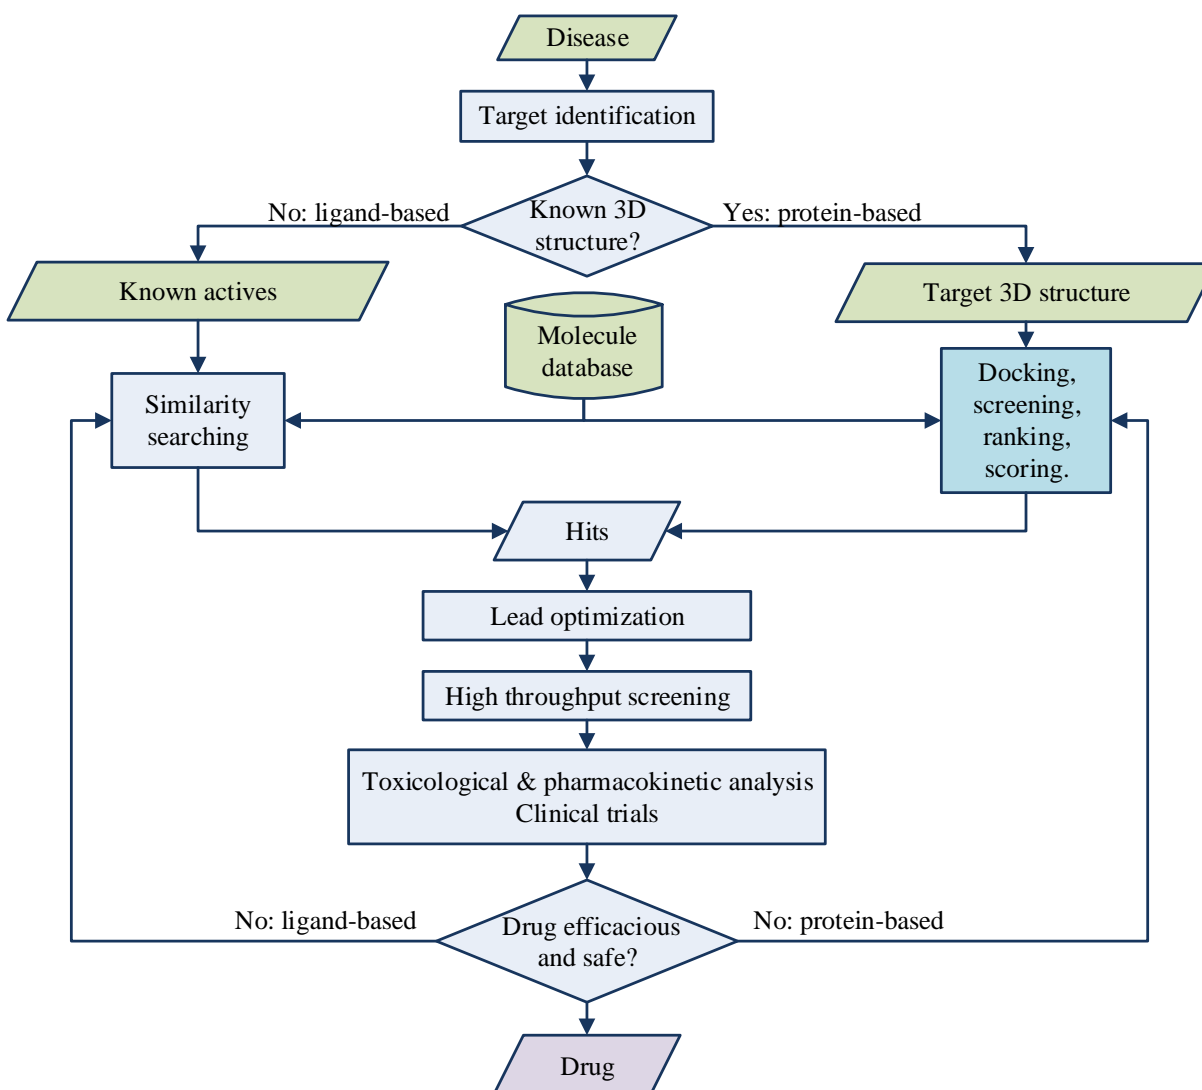 Disease
Target identification
No: ligand-based
Known 3D
structure?
Yes: protein-based
Known actives
Target 3D structure
Molecule
database
Similarity
searching
Docking,
screening,
ranking,
scoring.
Hits
Lead optimization
High throughput screening
Toxicological & pharmacokinetic analysis
Clinical trials
No: ligand-based
Drug efficacious
and safe?
No: protein-based
Drug